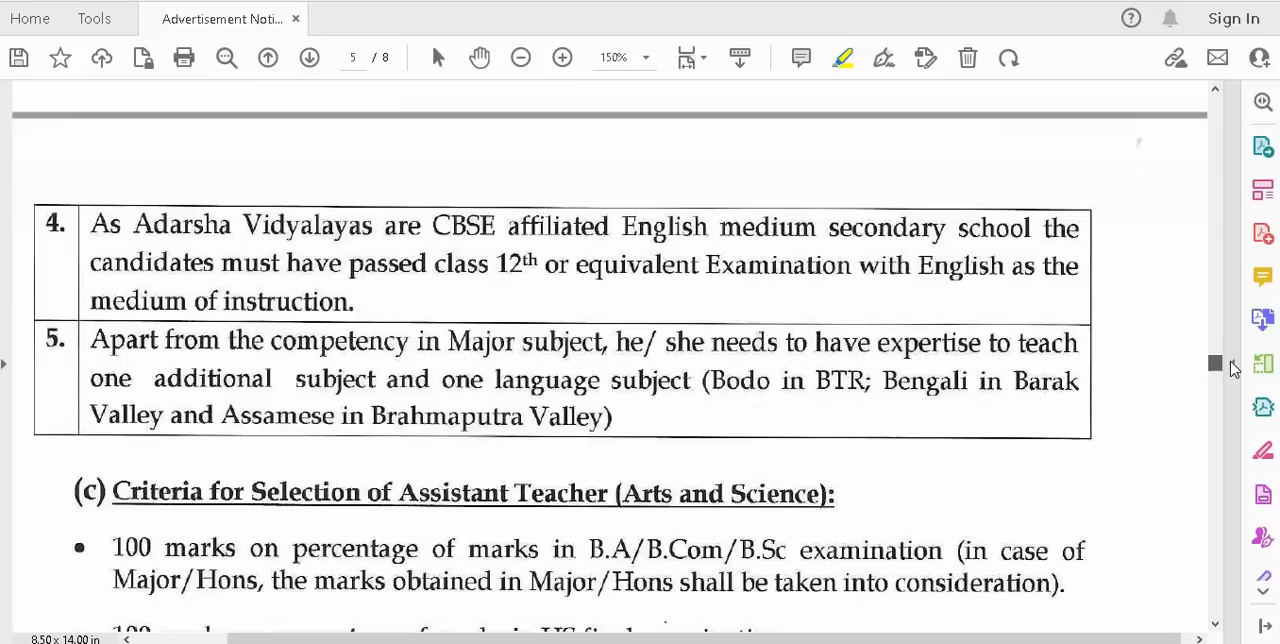 Home Tools Advertisement Noti... × Sign In
5 / 8 150%
4. As Adarsha Vidyalayas are CBSE affiliated English medium secondary school the
candidates must have passed class 12th or equivalent Examination with English as the
medium of instruction.
5. Apart from the competency in Major subject, he/ she needs to have expertise to teach
one additional subject and one language subject (Bodo in BTR; Bengali in Barak
Valley and Assamese in Brahmaputra Valley)
(c) Criteria for Selection of Assistant Teacher (Arts and Science):
• 100 marks on percentage of marks in B.A/B.Com/B.Sc examination (in case of
Major/Hons, the marks obtained in Major/Hons shall be taken into consideration).
8.50 x 14.00 in